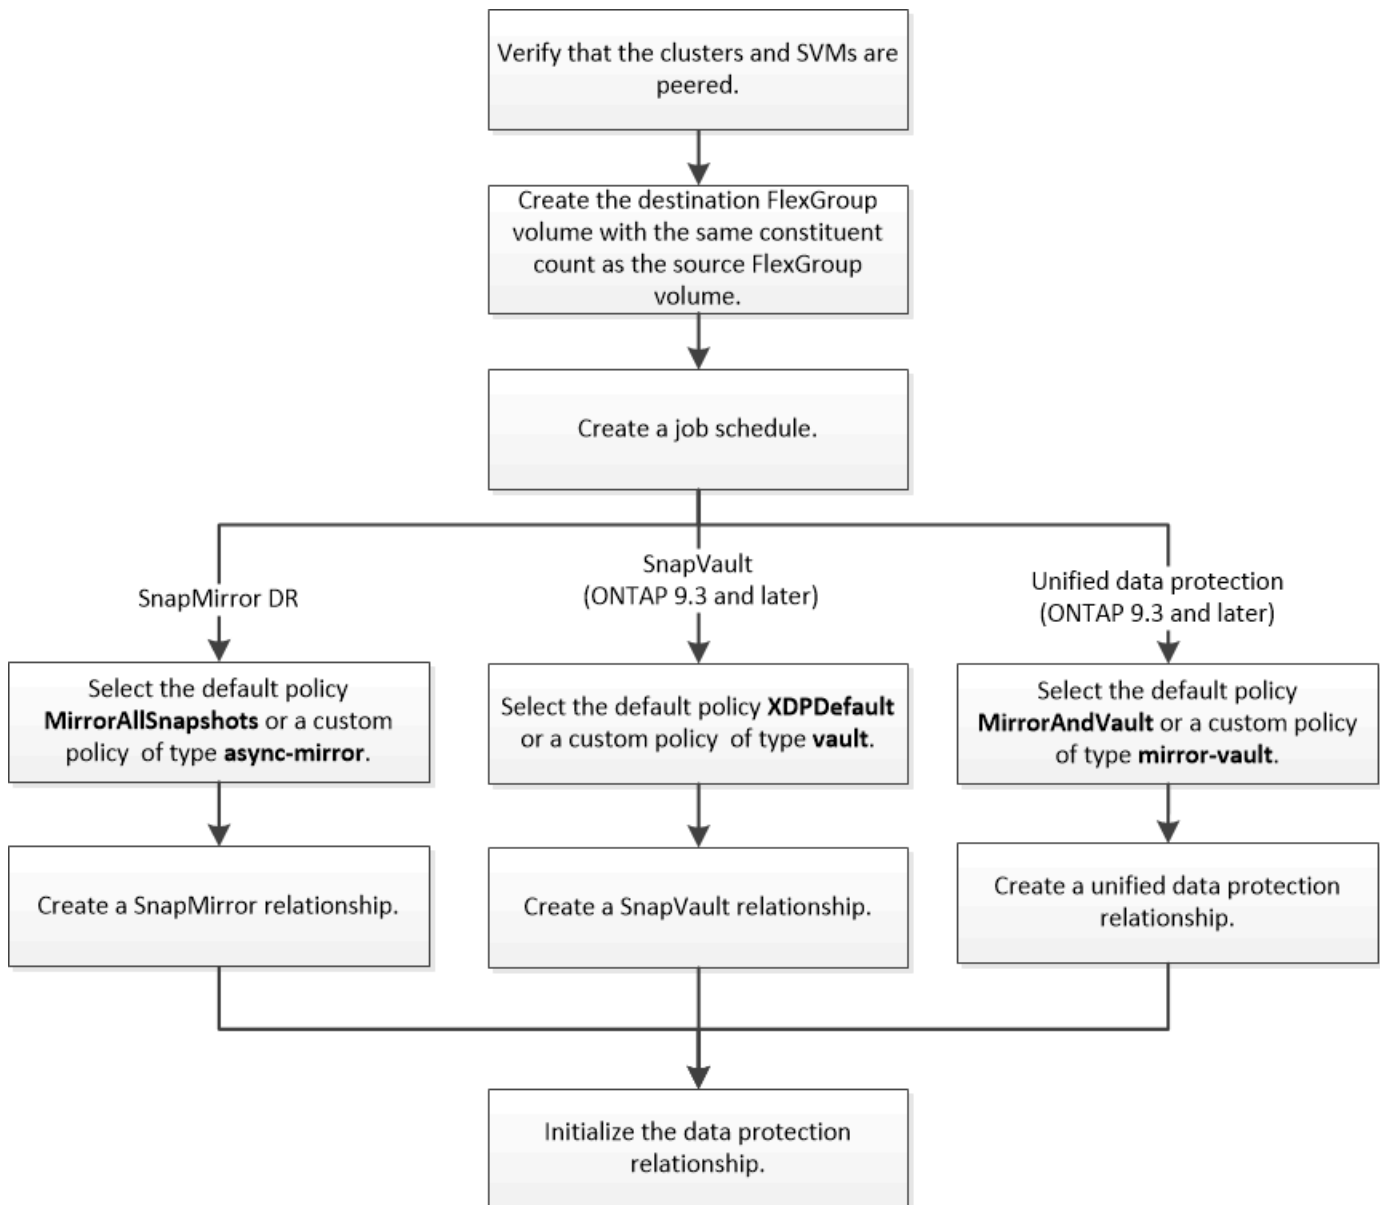 Verify that the clusters and SVMs are
peered.
Create the destination FlexGroup
volume with the same constituent
count as the source FlexGroup
volume.
Create a job schedule.
SnapMirror DR
SnapVault
(ONTAP 9.3 and later)
Unified data protection
(ONTAP 9.3 and later)
Select the default policy
MirrorAllSnapshots or a custom
policy of type async-mirror.
Select the default policy XDPDefault
or a custom policy of type vault.
Select the default policy
MirrorAndVault or a custom policy
of type mirror-vault.
Create a SnapMirror relationship.
Create a SnapVault relationship.
Create a unified data protection
relationship.
Initialize the data protection
relationship.